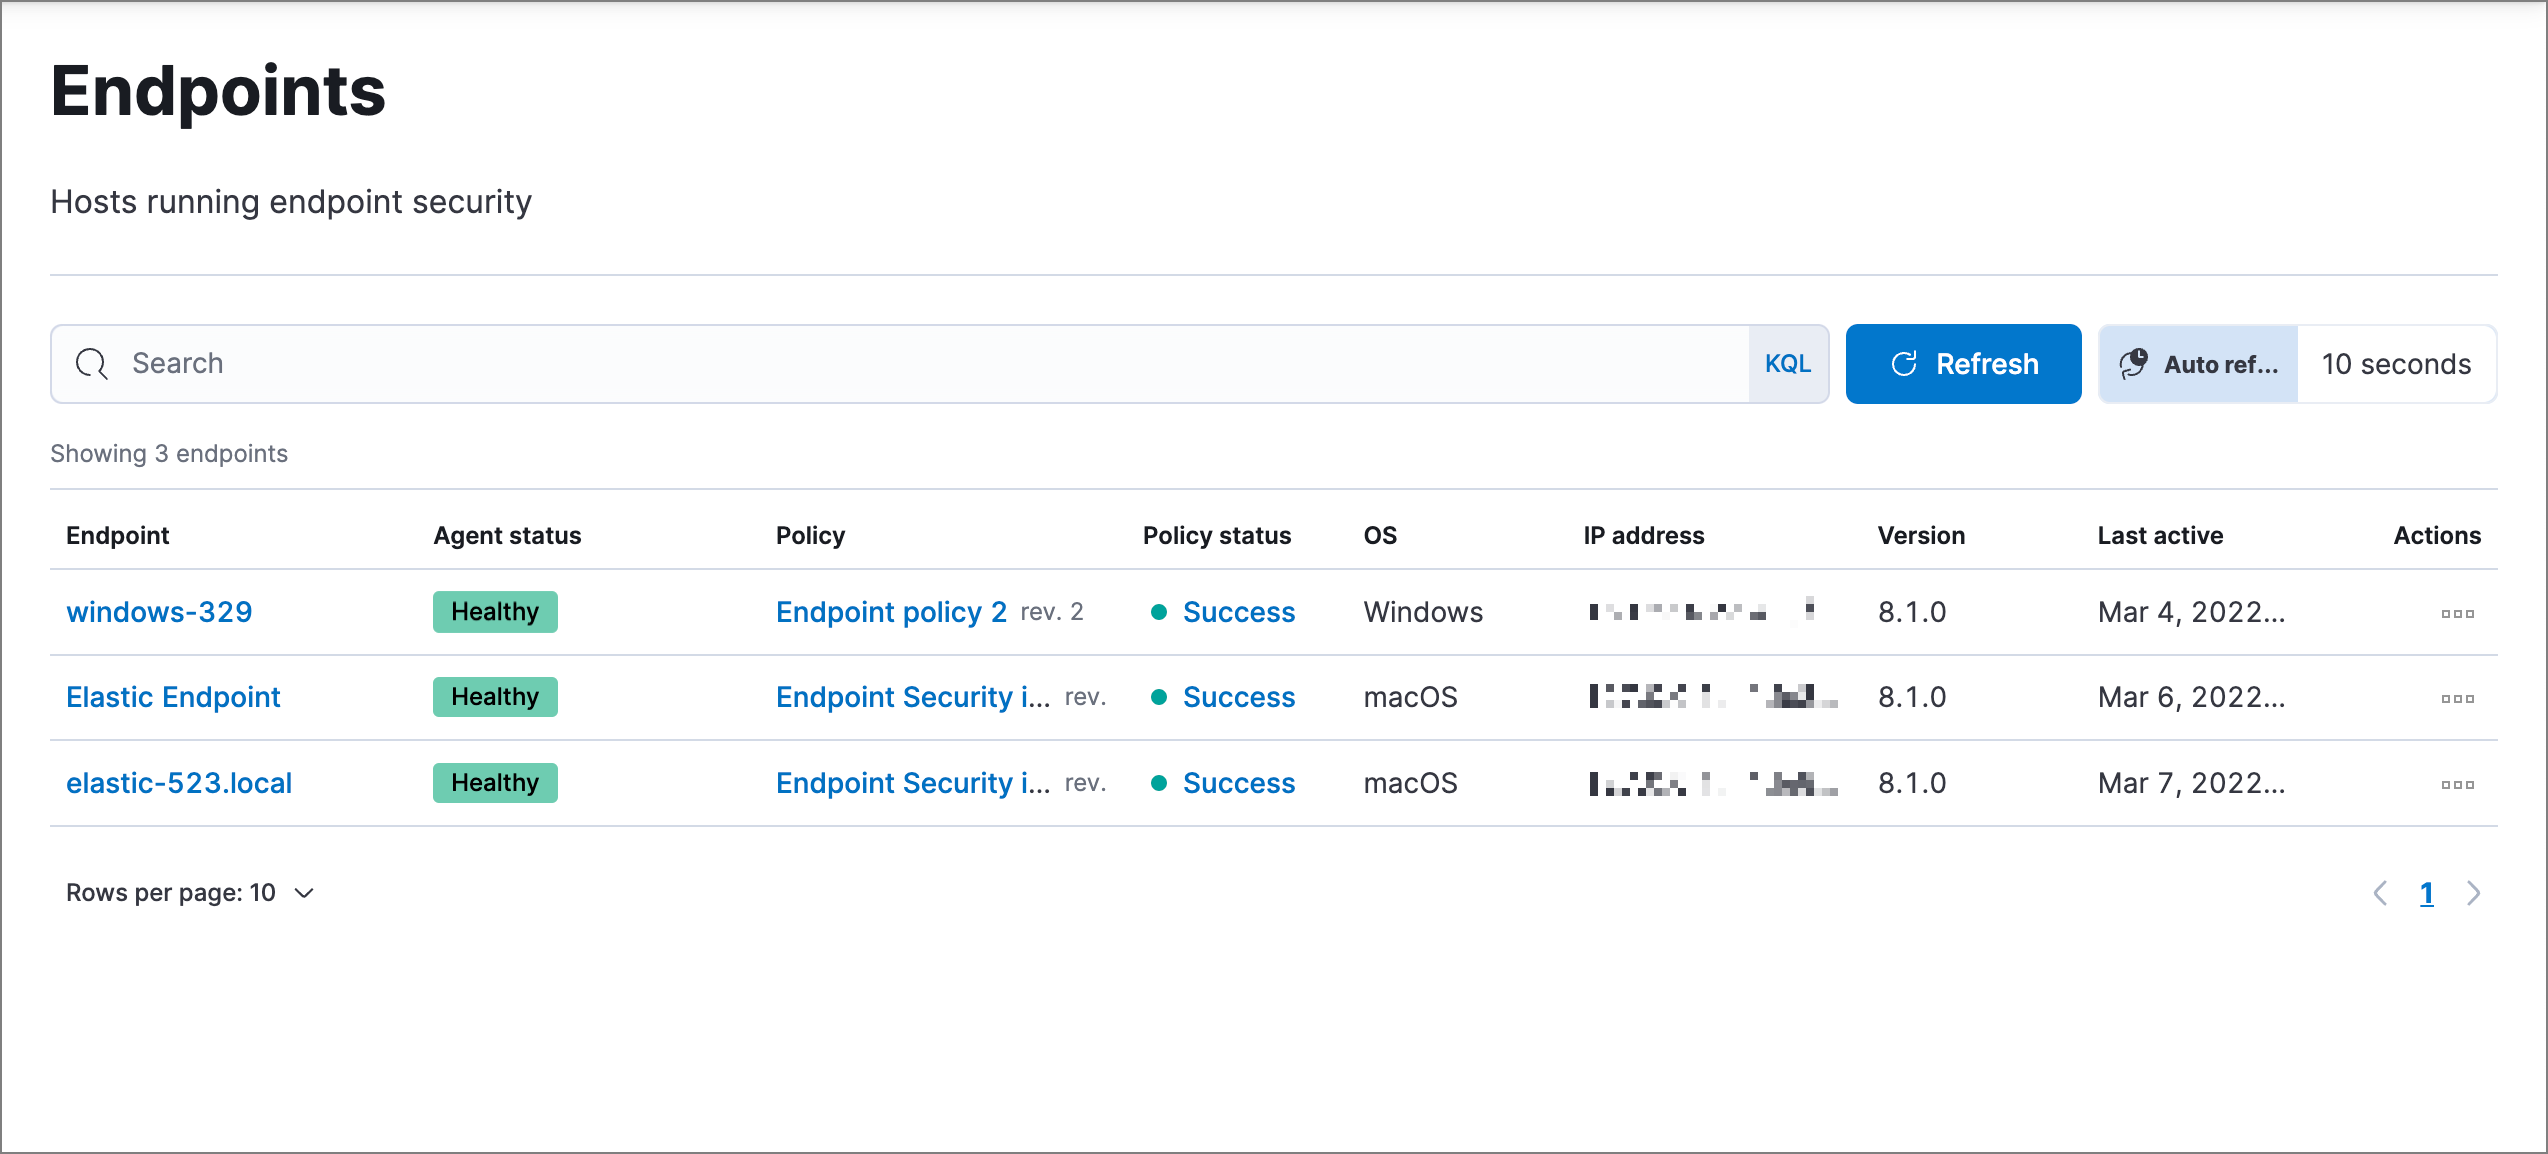 Endpoints
Hosts running endpoint security
Search KQL Refresh Auto ref... 10 seconds
Showing 3 endpoints
Endpoint Agent status Policy Policy status OS IP address Version Last active Actions
windows-329 Healthy Endpoint policy 2 rev. 2 Success Windows 8.1.0 Mar 4, 2022...
Elastic Endpoint Healthy Endpoint Security i... rev. Success macOS 8.1.0 Mar 6, 2022...
elastic-523.local Healthy Endpoint Security i... rev. Success macOS 8.1.0 Mar 7, 2022...
Rows per page: 10 1